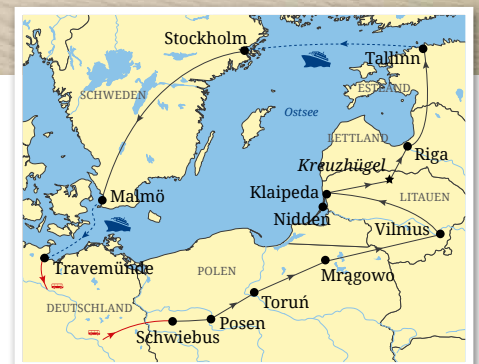 Stockholm
Tallinn
SCHWEDEN
ESTLAND
Ostsee
LETTLAND
Riga
Kreuzhügel
Klaipeda
LITAUEN
Malmö
Nidden
Vilnius
Travemünde
POLEN
Mrągowo
DEUTSCHLAND
Toruń
Posen
Schwiebus